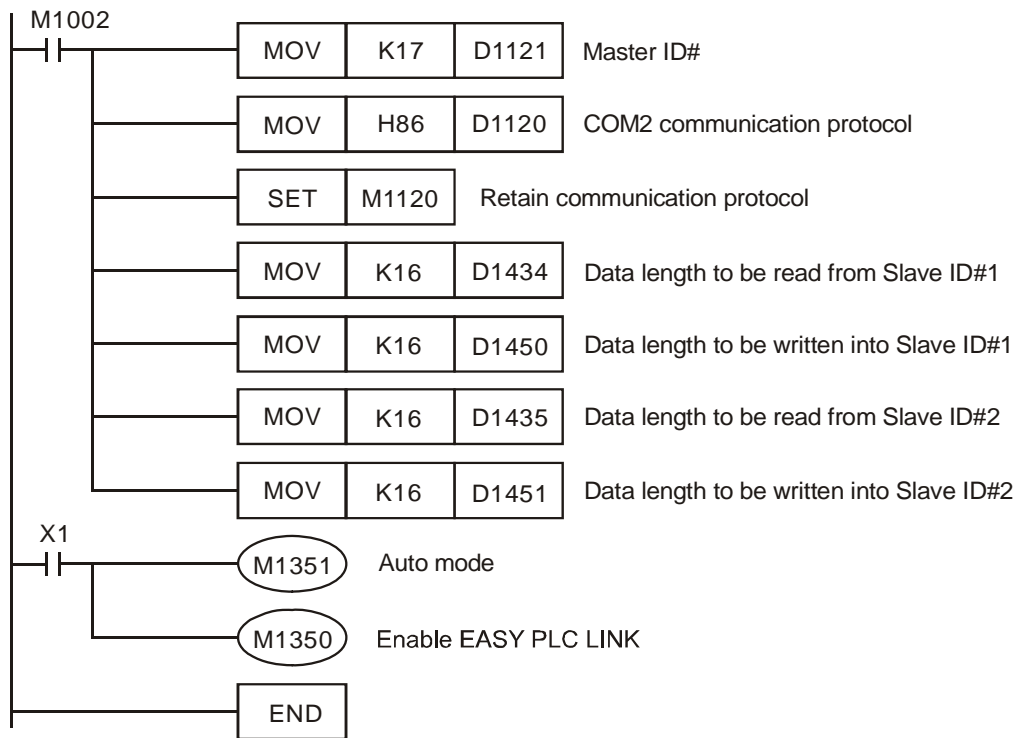 M1002
MOV K17 D1121 Master ID#
MOV H86 D1120 COM2 communication protocol
SET M1120 Retain communication protocol
MOV K16 D1434 Data length to be read from Slave ID#1
MOV K16 D1450 Data length to be written into Slave ID#1
MOV K16 D1435 Data length to be read from Slave ID#2
MOV K16 D1451 Data length to be written into Slave ID#2
X1
M1351 Auto mode
M1350 Enable EASY PLC LINK
END